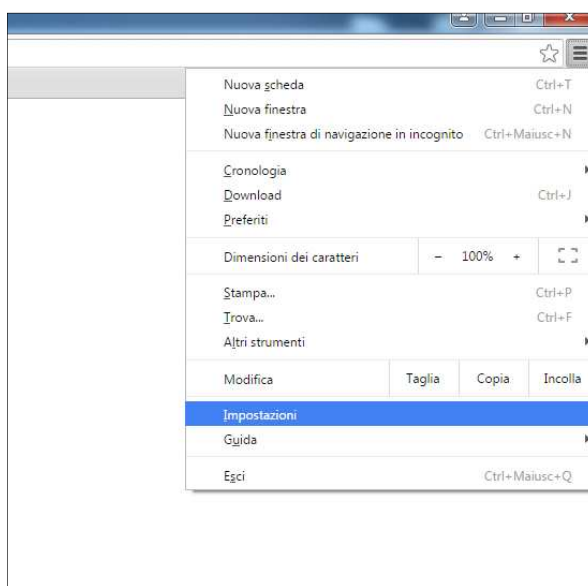 Nuova scheda Ctrl+T
Nuova finestra Ctrl+N
Nuova finestra di navigazione in incognito Ctrl+Maiusc+N
Cronologia
Download Ctrl+J
Preferiti
Dimensioni dei caratteri - 100% +
Stampa... Ctrl+P
Trova... Ctrl+F
Altri strumenti
Modifica Taglia Copia Incolla
Impostazioni
Guida
Esci Ctrl+Maiusc+Q